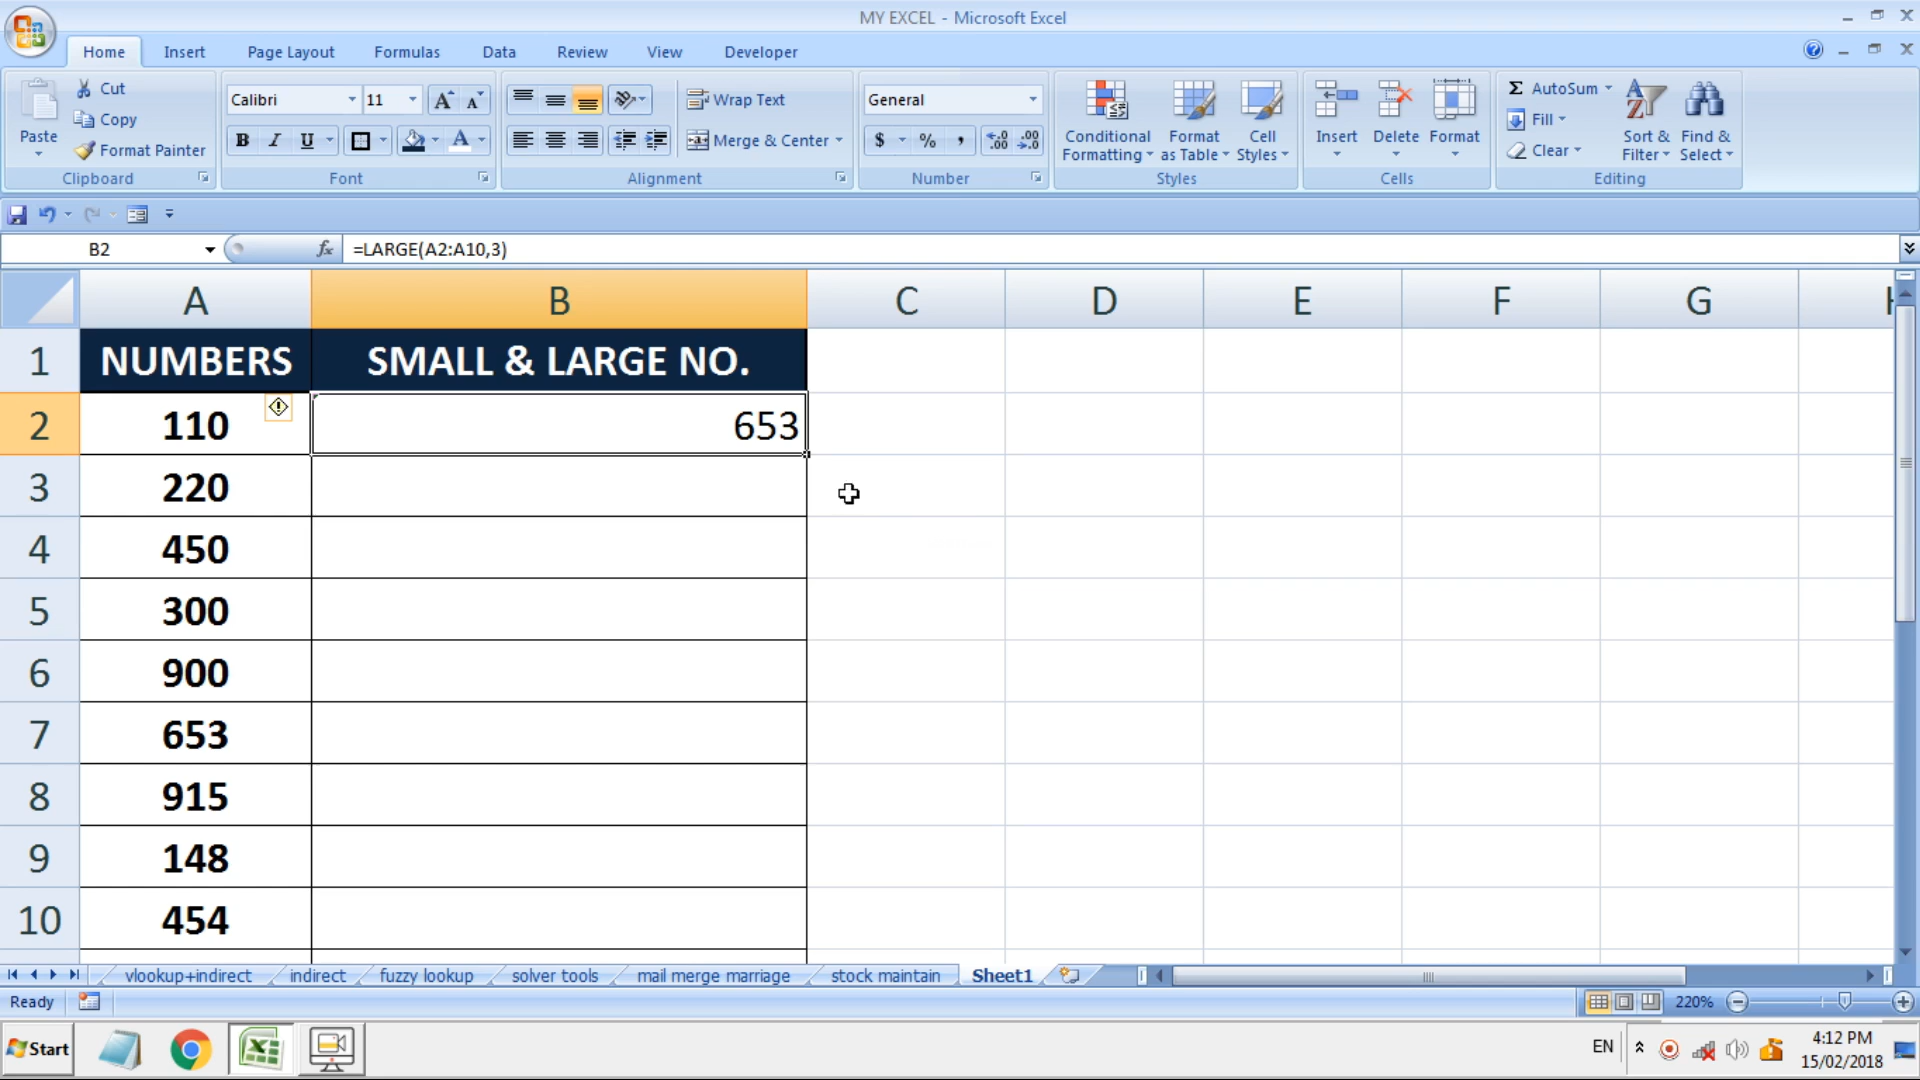 MY EXCEL - Microsoft Excel
Home Insert Page Layout Formulas Data Review View Developer
Paste
Cut
Copy
Format Painter
Clipboard
Calibri 11
B I U
Font
Wrap Text
Merge & Center
Alignment
General
$ % ,
Number
Conditional Formatting
Format as Table
Cell Styles
Styles
Insert Delete Format
Cells
Σ AutoSum
Fill
Clear
Sort & Filter
Find & Select
Editing
B2 fx =LARGE(A2:A10,3)
A B C D E F G
1 NUMBERS SMALL & LARGE NO.
2 110 653
3 220
4 450
5 300
6 900
7 653
8 915
9 148
10 454
vlookup+indirect indirect fuzzy lookup solver tools mail merge marriage stock maintain Sheet1
Ready 220%
Start EN 4:12 PM
15/02/2018